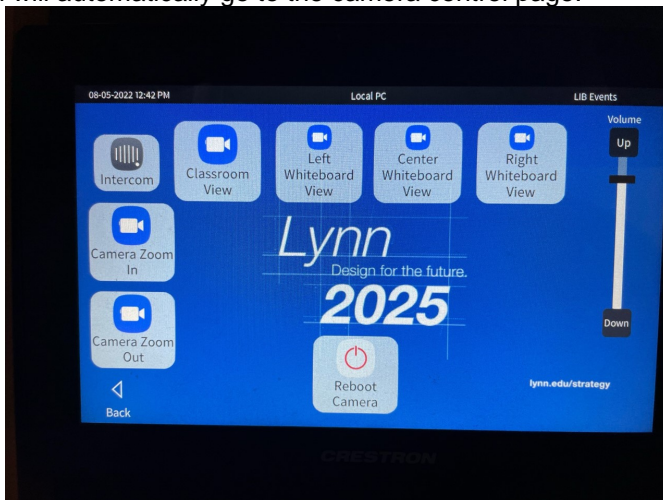 will automatically go to the camera control page.
08-05-2022 12:42 PM
Local PC
LIB Events
Volume
Up
Intercom
Classroom
View
Left
Whiteboard
View
Center
Whiteboard
View
Right
Whiteboard
View
Camera Zoom
In
Lynn
Design for the future.
2025
Camera Zoom
Out
Down
Reboot
Camera
lynn.edu/strategy
Back
CRESTRON